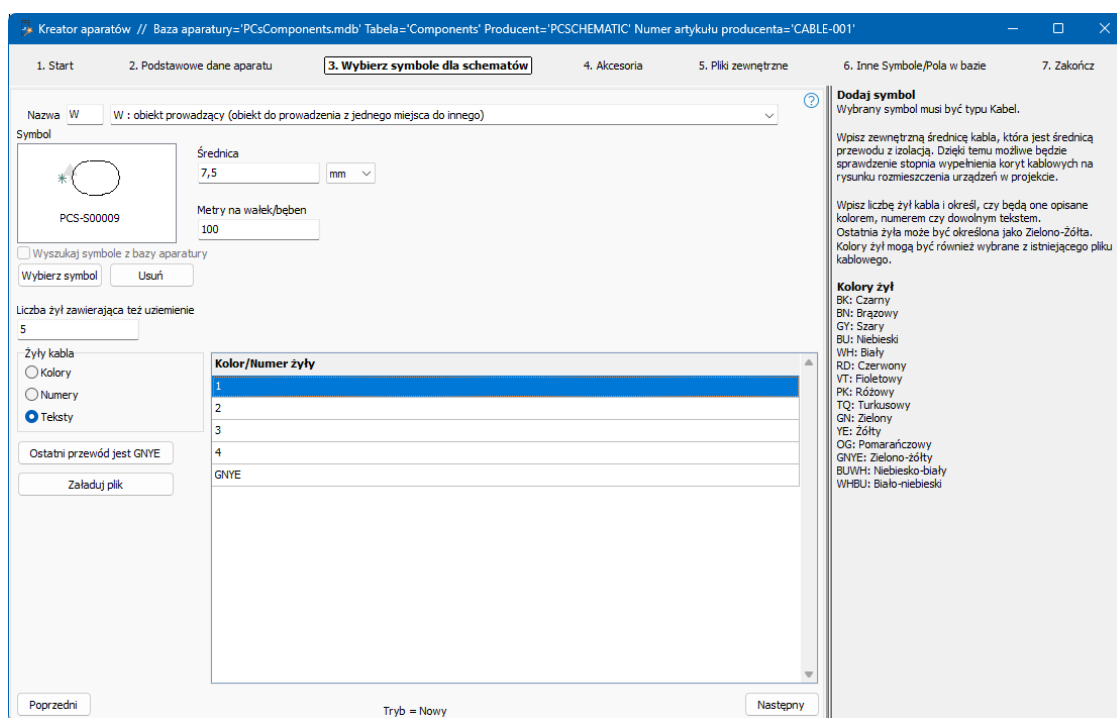 Kreator aparatów // Baza aparatury='PCsComponents.mdb' Tabela='Components' Producent='PCSCHEMATIC' Numer artykułu producenta='CABLE-001'
1. Start
2. Podstawowe dane aparatu
3. Wybierz symbole dla schematów
4. Akcesoria
5. Pliki zewnętrzne
6. Inne Symbole/Pola w bazie
7. Zakończ
Nazwa W W : obiekt prowadzący (obiekt do prowadzenia z jednego miejsca do innego)
Symbol
PCS-S00009
Średnica
7,5 mm
Metry na wałek/bęben
100
Wyszukaj symbole z bazy aparatury
Wybierz symbol Usuń
Liczba żył zawierająca też uziemienie
5
Żyły kabla
Kolory
Numery
Teksty
Ostatni przewód jest GNYE
Załaduj plik
Kolor/Numer żyły
1
2
3
4
GNYE
Poprzedni
Tryb = Nowy
Następny
Dodaj symbol
Wybrany symbol musi być typu Kabel.
Wpisz zewnętrzną średnicę kabla, która jest średnicą
przewodu z izolacją. Dzięki temu możliwe będzie
sprawdzenie stopnia wypełnienia koryt kablowych na
rysunku rozmieszczenia urządzeń w projekcie.
Wpisz liczbę żył kabla i określ, czy będą one opisane
kolorem, numerem czy dowolnym tekstem.
Ostatnia żyła może być określona jako Zielono-Żółta.
Kolory żył mogą być również wybrane z istniejącego pliku
kablowego.
Kolory żył
BK: Czarny
BN: Brązowy
GY: Szary
BU: Niebieski
WH: Biały
RD: Czerwony
VT: Fioletowy
PK: Różowy
TQ: Turkusowy
GN: Zielony
YE: Żółty
OG: Pomarańczowy
GNYE: Zielono-żółty
BUWH: Niebiesko-biały
WHBU: Biało-niebieski